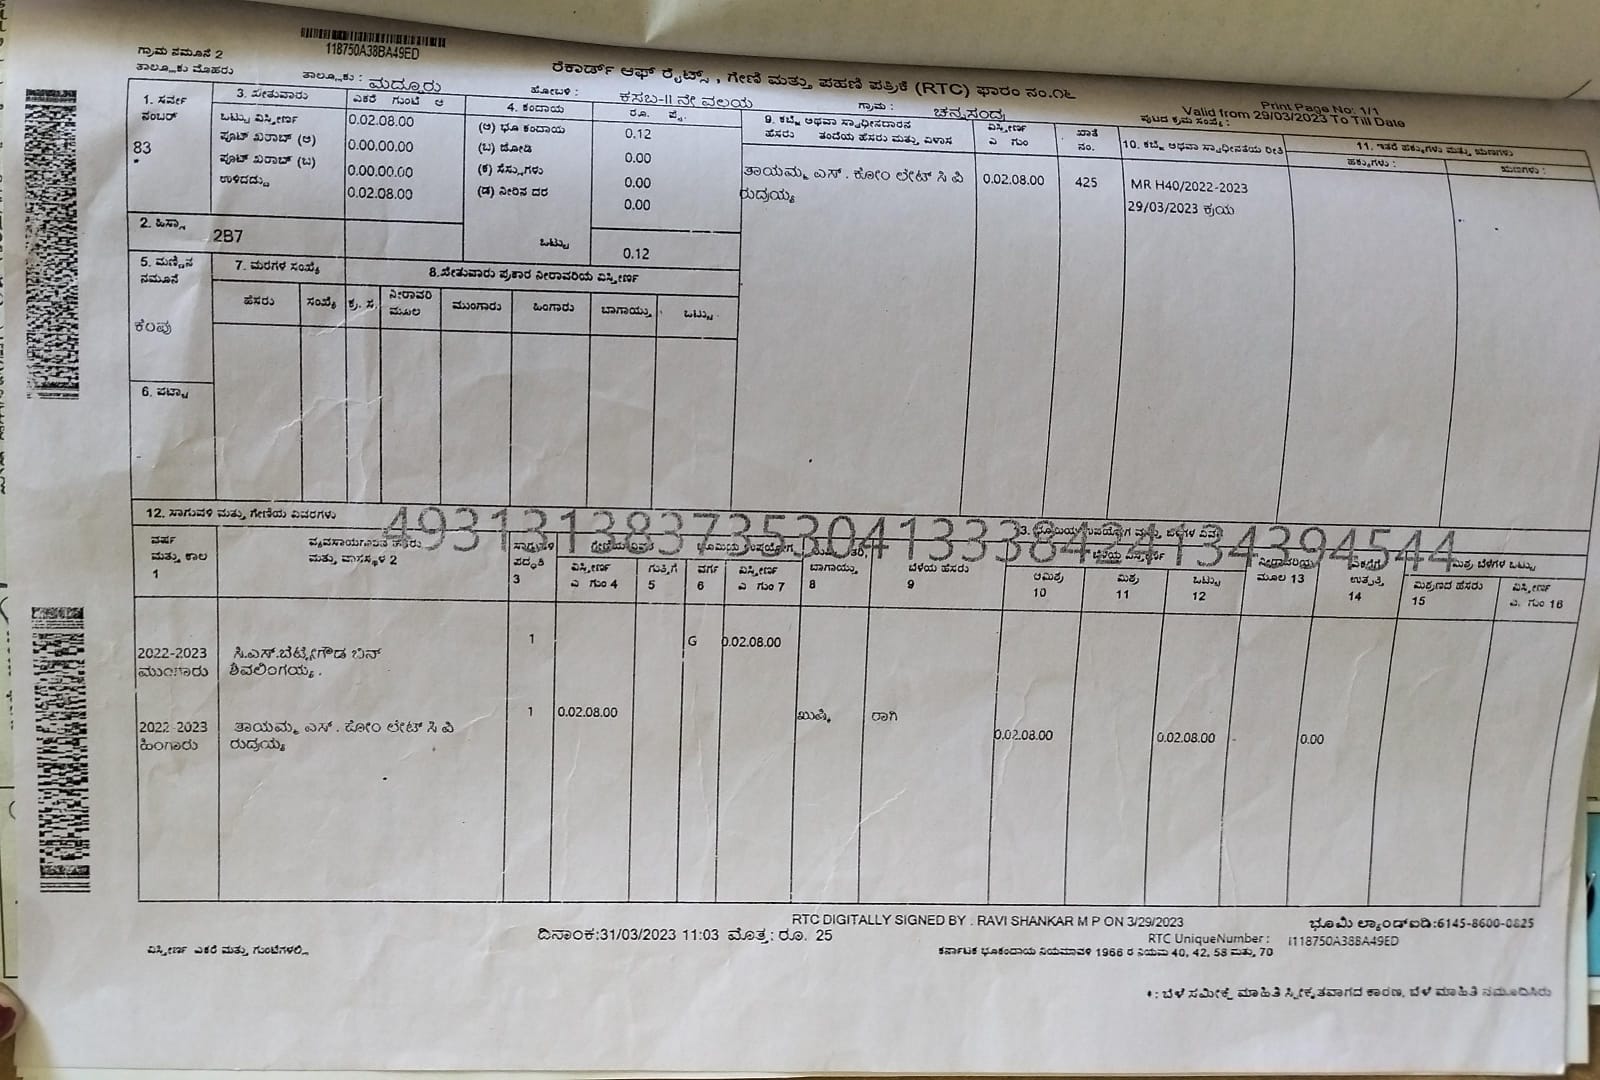 118750A38BA49ED
ಗ್ರಾಮ ನಮೂನೆ 2
ತಾಲ್ಲೂಕು ಮೊಹರು
ತಾಲ್ಲೂಕು : ಮದ್ದೂರು
ಹೋಬಳಿ : ಕಸಬ-II ನೇ ವಲಯ
ಗ್ರಾಮ : ಚನ್ನಸಂದ್ರ
ರೆಕಾರ್ಡ್ ಆಫ್ ರೈಟ್ಸ್, ಗೇಣಿ ಮತ್ತು ಪಹಣಿ ಪತ್ರಿಕೆ (RTC) ಫಾರಂ ನಂ.೧೬
Print Page No: 1/1
Valid from 29/03/2023 To Till Date
ಪುಟದ ಕ್ರಮ ಸಂಖ್ಯೆ :
1. ಸರ್ವೆ ನಂಬರ್
83
*
2. ಹಿಸ್ಸಾ
2B7
3. ಸೇತುವಾರು ಎಕರೆ ಗುಂಟೆ ಆ
ಒಟ್ಟು ವಿಸ್ತೀರ್ಣ 0.02.08.00
ಪೂಟ್ ಖರಾಬ್ (ಅ) 0.00.00.00
ಪೂಟ್ ಖರಾಬ್ (ಬ) 0.00.00.00
ಉಳಿದದ್ದು 0.02.08.00
4. ಕಂದಾಯ ರೂ. ಪೈ.
(ಅ) ಭೂ ಕಂದಾಯ 0.12
(ಬ) ಜೋಡಿ 0.00
(ಕ) ಸೆಸ್ಸುಗಳು 0.00
(ಡ) ನೀರಿನ ದರ 0.00
ಒಟ್ಟು 0.12
5. ಮಣ್ಣಿನ ನಮೂನೆ
ಕೆಂಪು
6. ಪಟ್ಟಾ
7. ಮರಗಳ ಸಂಖ್ಯೆ
ಹೆಸರು ಸಂಖ್ಯೆ
8.ಸೇತುವಾರು ಪ್ರಕಾರ ನೀರಾವರಿಯ ವಿಸ್ತೀರ್ಣ
ಕ್ರ. ಸ. ನೀರಾವರಿ ಮೂಲ ಮುಂಗಾರು ಹಿಂಗಾರು ಬಾಗಾಯ್ತು ಒಟ್ಟು
9. ಕಬ್ಜೆ ಅಥವಾ ಸ್ವಾಧೀನದಾರನ
ಹೆಸರು ತಂದೆಯ ಹೆಸರು ಮತ್ತು ವಿಳಾಸ
ವಿಸ್ತೀರ್ಣ ಎ ಗುಂ
ಖಾತೆ ನಂ.
ತಾಯಮ್ಮ ಎಸ್ . ಕೋಂ ಲೇಟ್ ಸಿ ಪಿ 0.02.08.00 425
ರುದ್ರಯ್ಯ
10. ಕಬ್ಜೆ ಅಥವಾ ಸ್ವಾಧೀನತೆಯ ರೀತಿ
MR H40/2022-2023
29/03/2023 ಕ್ರಯ
11. ಇತರೆ ಹಕ್ಕುಗಳು ಮತ್ತು ಋಣಗಳು
ಹಕ್ಕುಗಳು : ಋಣಗಳು :
12. ಸಾಗುವಳಿ ಮತ್ತು ಗೇಣಿಯ ವಿವರಗಳು
ವರ್ಷ ಮತ್ತು ಕಾಲ 1
ಮತ್ತು ವಾಸಸ್ಥಳ 2
ಪದ್ಧತಿ 3
ವಿಸ್ತೀರ್ಣ ಎ ಗುಂ 4
ಗುತ್ತಿಗೆ 5
ವರ್ಗ 6
ವಿಸ್ತೀರ್ಣ ಎ ಗುಂ 7
ಬಾಗಾಯ್ತು 8
ಬೆಳೆಯ ಹೆಸರು 9
ಅಮಿಶ್ರ 10
ಮಿಶ್ರ 11
ಒಟ್ಟು 12
ಮೂಲ 13
ಉತ್ಪತ್ತಿ 14
ಮಿಶ್ರ ಬೆಳೆಗಳ ಒಟ್ಟು
ಮಿಶ್ರಣದ ಹೆಸರು 15
ವಿಸ್ತೀರ್ಣ ಎ. ಗುಂ 16
2022-2023 ಸಿ.ಎಸ್.ಬೆಟ್ಟೇಗೌಡ ಬಿನ್ 1 G 0.02.08.00
ಮುಂಗಾರು ಶಿವಲಿಂಗಯ್ಯ .
2022-2023 ತಾಯಮ್ಮ ಎಸ್ . ಕೋಂ ಲೇಟ್ ಸಿ ಪಿ 1 0.02.08.00 ಖುಷ್ಕಿ ರಾಗಿ 0.02.08.00 0.02.08.00 - 0.00
ಹಿಂಗಾರು ರುದ್ರಯ್ಯ
RTC DIGITALLY SIGNED BY : RAVI SHANKAR M P ON 3/29/2023
ಭೂಮಿ ಲ್ಯಾಂಡ್‌ಐಡಿ:6145-8600-0825
ದಿನಾಂಕ:31/03/2023 11:03 ಮೊತ್ತ: ರೂ. 25
RTC UniqueNumber : I118750A38BA49ED
ವಿಸ್ತೀರ್ಣ ಎಕರೆ ಮತ್ತು ಗುಂಟೆಗಳಲ್ಲಿ
ಕರ್ನಾಟಕ ಭೂಕಂದಾಯ ನಿಯಮಾವಳಿ 1966 ರ ನಿಯಮ 40, 42, 58 ಮತ್ತು 70
*: ಬೆಳೆ ಸಮೀಕ್ಷೆ ಮಾಹಿತಿ ಸ್ವೀಕೃತವಾಗದ ಕಾರಣ, ಬೆಳೆ ಮಾಹಿತಿ ನಮೂದಿಸಿರು